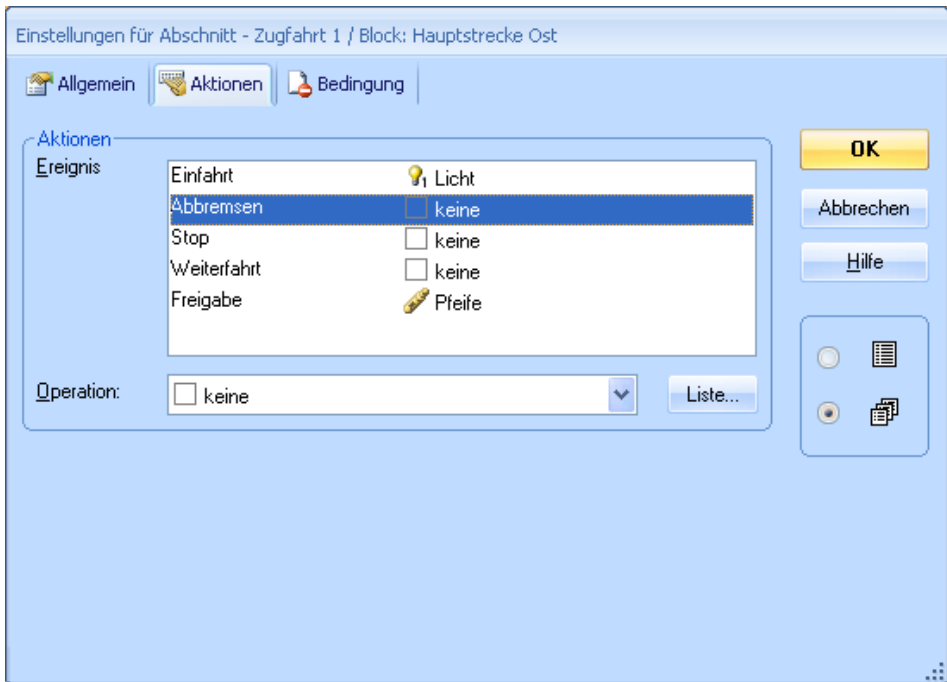 Einstellungen für Abschnitt - Zugfahrt 1 / Block: Hauptstrecke Ost
Allgemein Aktionen Bedingung
Aktionen
Ereignis
Einfahrt 1 Licht
Abbremsen keine
Stop keine
Weiterfahrt keine
Freigabe Pfeife
Operation: keine Liste...
OK
Abbrechen
Hilfe